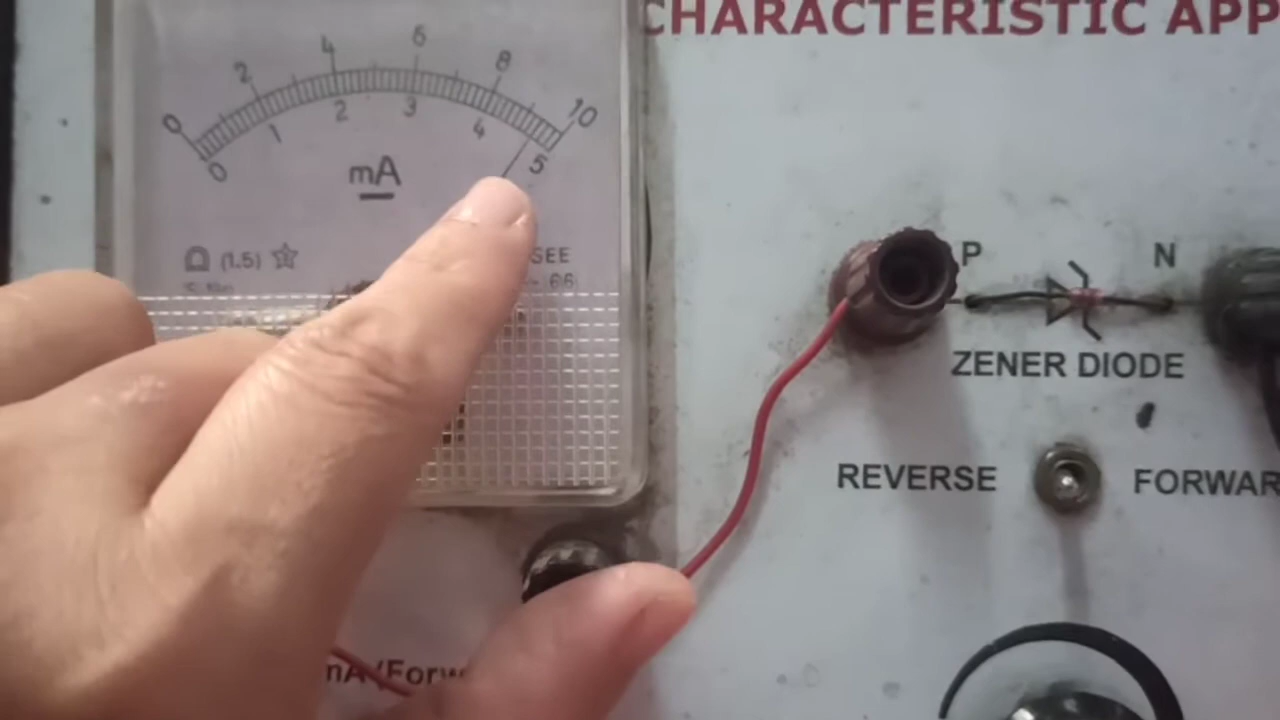 CHARACTERISTIC APP
0 2 4 6 8 10
0 1 2 3 4 5
mA
(1.5)
SEE
66
P N
ZENER DIODE
REVERSE FORWAR
mA/Forw